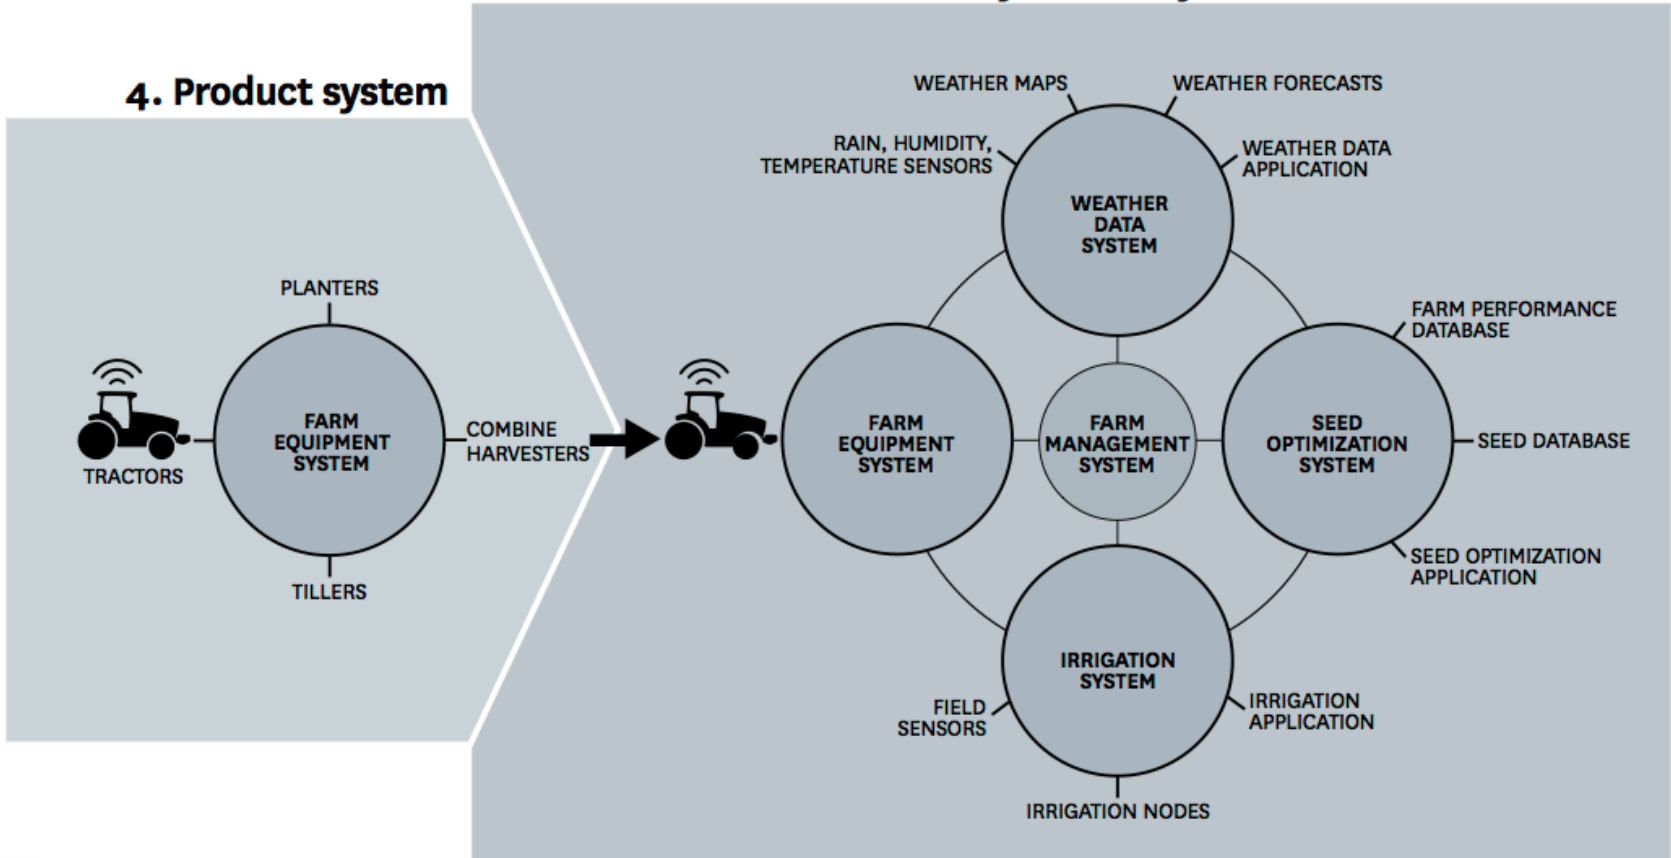 4. Product system
PLANTERS
TRACTORS
FARM
EQUIPMENT
SYSTEM
COMBINE
HARVESTERS
TILLERS
WEATHER MAPS
WEATHER FORECASTS
RAIN, HUMIDITY,
TEMPERATURE SENSORS
WEATHER DATA
APPLICATION
WEATHER
DATA
SYSTEM
FARM PERFORMANCE
DATABASE
FARM
EQUIPMENT
SYSTEM
FARM
MANAGEMENT
SYSTEM
SEED
OPTIMIZATION
SYSTEM
SEED DATABASE
SEED OPTIMIZATION
APPLICATION
IRRIGATION
SYSTEM
FIELD
SENSORS
IRRIGATION
APPLICATION
IRRIGATION NODES